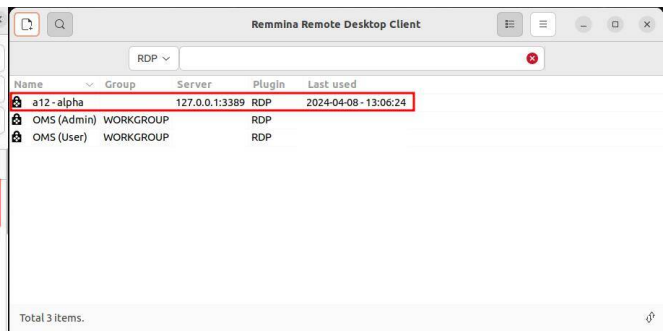 Remmina Remote Desktop Client
RDP
Name Group Server Plugin Last used
a12-alpha 127.0.0.1:3389 RDP 2024-04-08 - 13:06:24
OMS (Admin) WORKGROUP RDP
OMS (User) WORKGROUP RDP
Total 3 items.